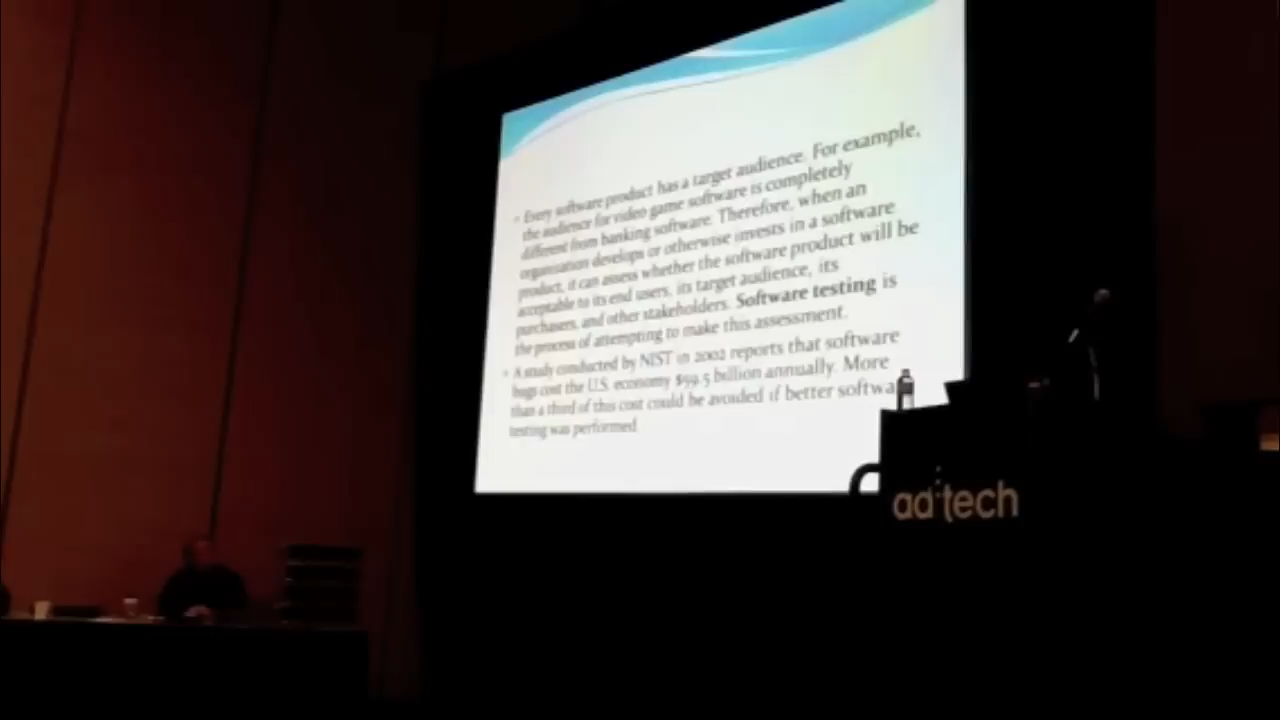 • Every software product has a target audience. For example,
the audience for video game software is completely
different from banking software. Therefore, when an
organization develops or otherwise invests in a software
product, it can assess whether the software product will be
acceptable to its end users, its target audience, its
purchasers, and other stakeholders. Software testing is
the process of attempting to make this assessment.
• A study conducted by NIST in 2002 reports that software
bugs cost the U.S. economy $59.5 billion annually. More
than a third of this cost could be avoided if better softwa
testing was performed
ad:tech